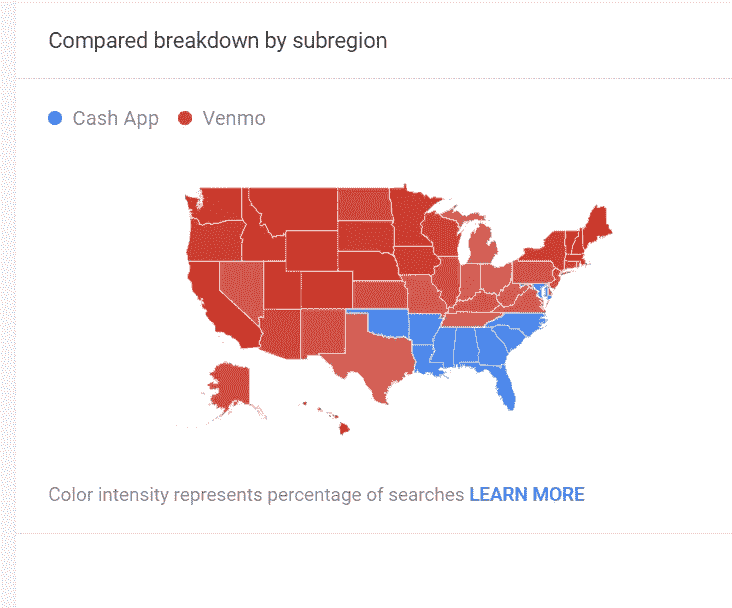 Compared breakdown by subregion
Cash App Venmo
Color intensity represents percentage of searches LEARN MORE